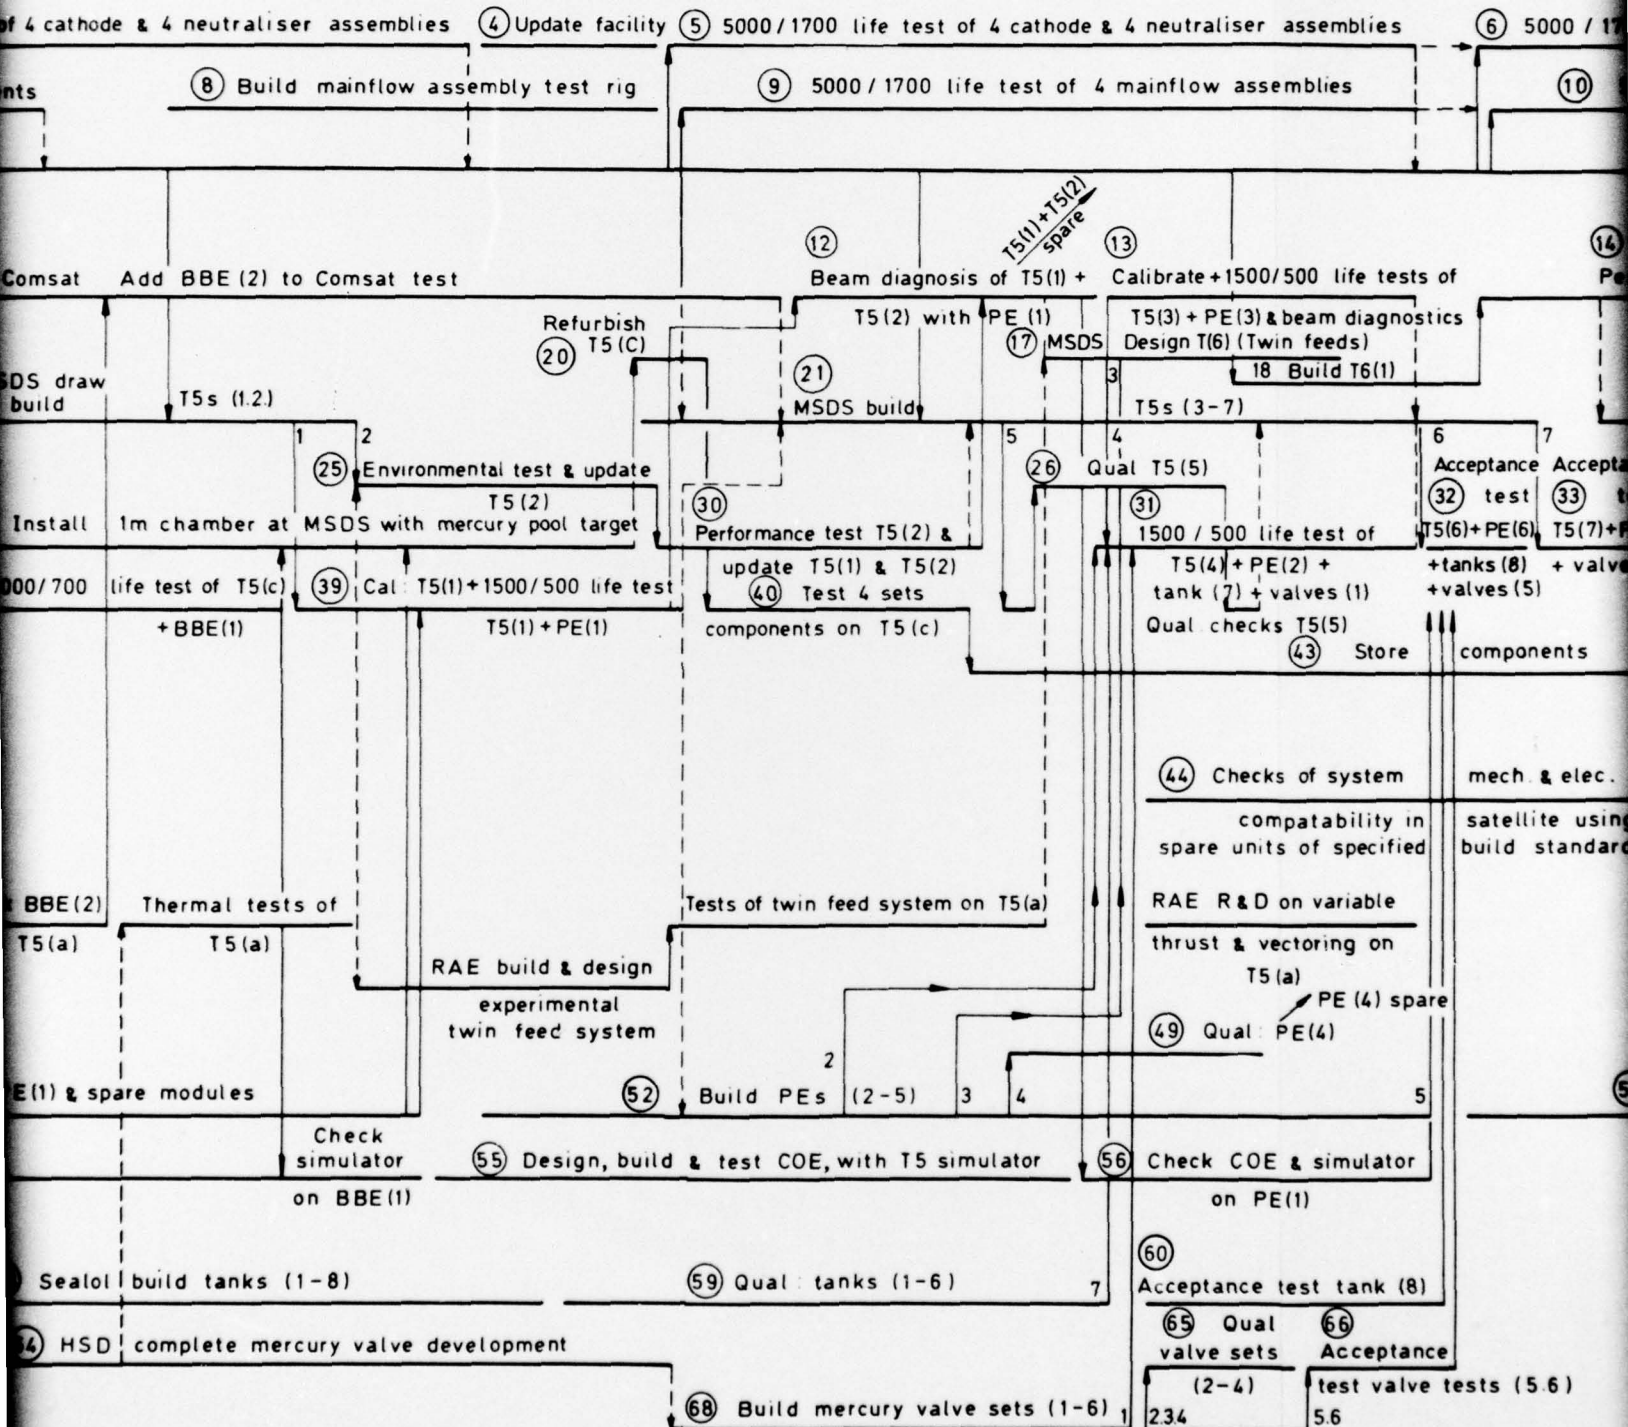 of 4 cathode & 4 neutraliser assemblies
④ Update facility
⑤ 5000/1700 life test of 4 cathode & 4 neutraliser assemblies
⑥ 5000 / 17
nts
⑧ Build mainflow assembly test rig
⑨ 5000/1700 life test of 4 mainflow assemblies
⑩
T5(1)+T5(2)
spare
⑫
⑬
⑭
Comsat Add BBE (2) to Comsat test
Beam diagnosis of T5(1) +
T5(2) with PE (1)
Calibrate+1500/500 life tests of
T5(3) + PE(3) & beam diagnostics
Pe
Refurbish
⑳ T5(C)
⑰ MSDS Design T(6) (Twin feeds)
3
18 Build T6(1)
SDS draw
build
T5s (1.2.)
㉑
MSDS build
T5s (3-7)
1
2
5
4
6
7
㉕ Environmental test & update
T5(2)
㉖ Qual T5(5)
Acceptance
㉜ test
T5(6)+PE(6)
+tanks(8)
+valves(5)
Accepta
㉝ t
T5(7)+P
+ valve
Install 1m chamber at MSDS with mercury pool target
㉚
Performance test T5(2) &
update T5(1) & T5(2)
㉛
1500 / 500 life test of
T5(4) + PE(2) +
tank (7) + valves (1)
000/700 life test of T5(c)
+BBE(1)
㊴ Cal: T5(1)+1500/500 life test
T5(1)+PE(1)
㊵ Test 4 sets
components on T5(c)
Qual checks T5(5)
㊸ Store components
㊹ Checks of system mech. & elec.
compatability in satellite using
spare units of specified build standard
BBE(2)
T5(a)
Thermal tests of
T5(a)
Tests of twin feed system on T5(a)
RAE R&D on variable
thrust & vectoring on
T5(a)
RAE build & design
experimental
twin feed system
PE (4) spare
㊾ Qual: PE(4)
2
E(1) & spare modules
52 Build PEs (2-5)
3
4
5
5
Check
simulator
on BBE(1)
55 Design, build & test COE, with T5 simulator
56 Check COE & simulator
on PE(1)
Sealol build tanks (1-8)
59 Qual: tanks (1-6)
7
60
Acceptance test tank (8)
64 HSD complete mercury valve development
65 Qual
valve sets
(2-4)
66
Acceptance
test valve tests (5.6)
68 Build mercury valve sets (1-6)
1
2.3.4
5.6